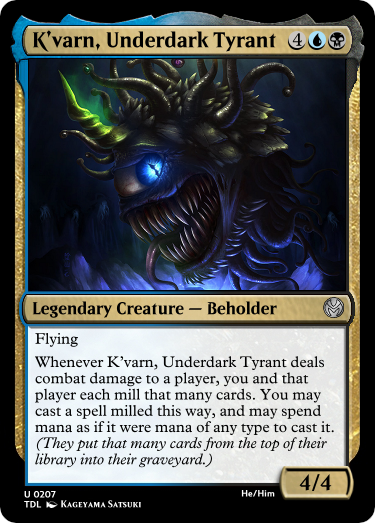 K'varn, Underdark Tyrant 4
Legendary Creature — Beholder
Flying
Whenever K'varn, Underdark Tyrant deals
combat damage to a player, you and that
player each mill that many cards. You may
cast a spell milled this way, and may spend
mana as if it were mana of any type to cast it.
(They put that many cards from the top of their
library into their graveyard.)
4/4
U 0207
He/Him
TDL Kageyama Satsuki